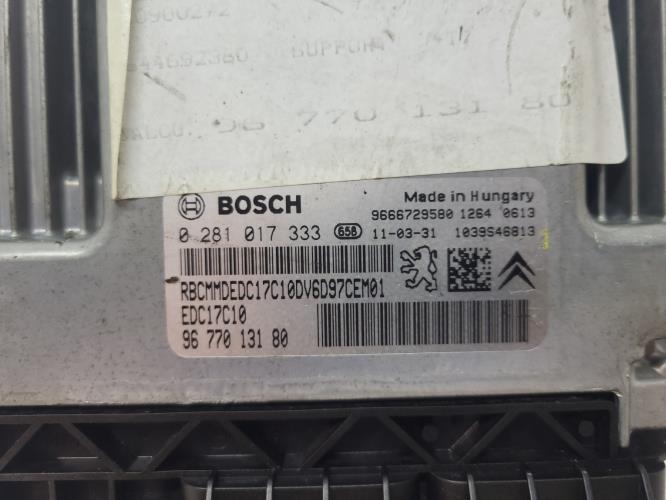 96 770 131 80
BOSCH
Made in Hungary
9666729580 1264 0613
0 281 017 333 658 11-03-31 1039S46813
RBCMMDEDC17C10DV6D97CEM01
EDC17C10
96 770 131 80